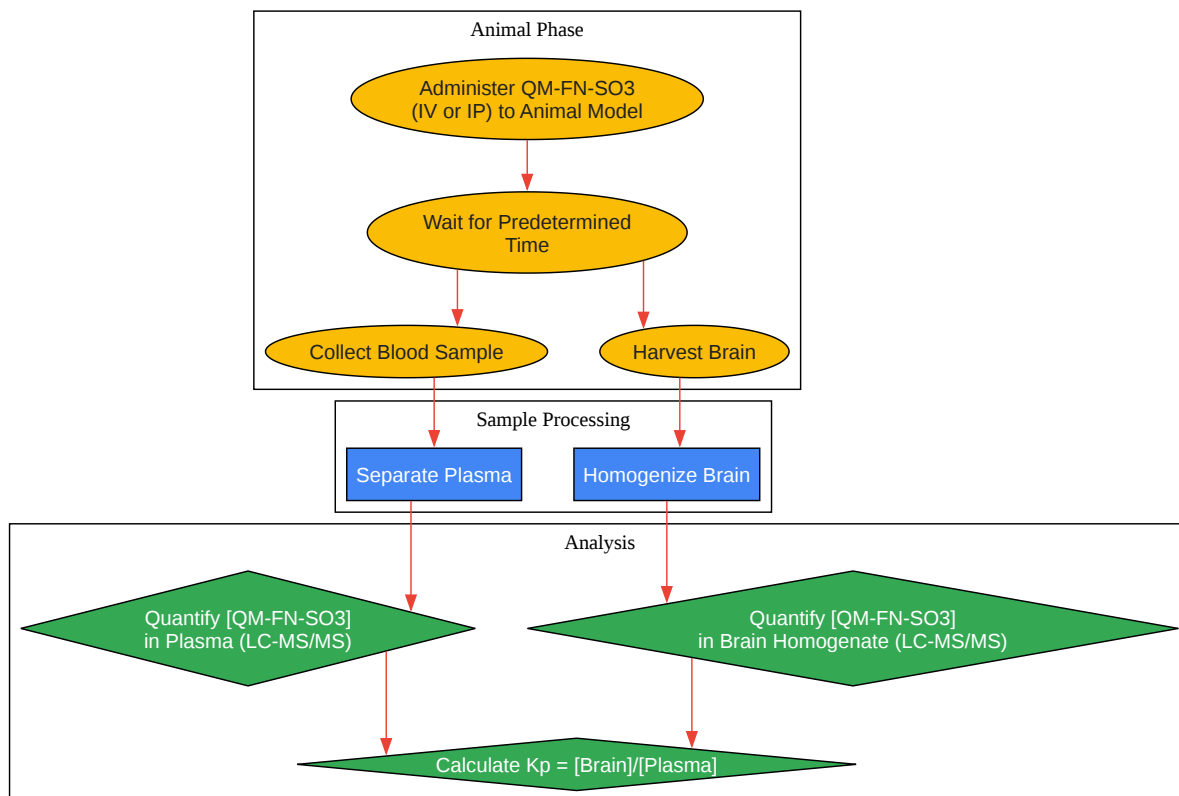 Animal Phase
Administer QM-FN-SO3
(IV or IP) to Animal Model
Wait for Predetermined
Time
Collect Blood Sample
Harvest Brain
Sample Processing
Separate Plasma
Homogenize Brain
Analysis
Quantify [QM-FN-SO3]
in Plasma (LC-MS/MS)
Quantify [QM-FN-SO3]
in Brain Homogenate (LC-MS/MS)
Calculate Kp = [Brain]/[Plasma]